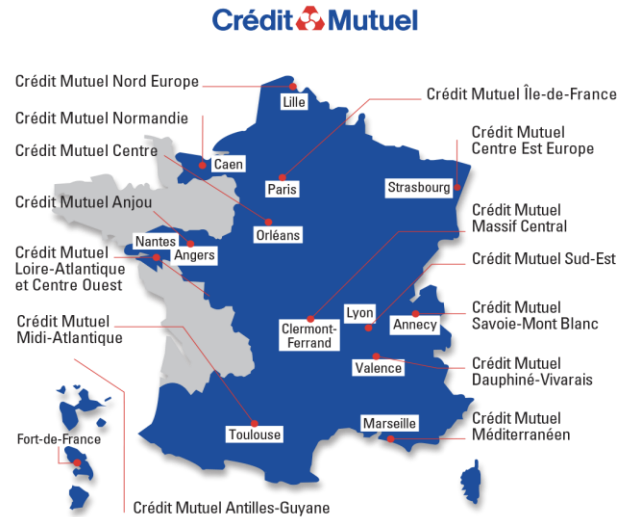 Crédit Mutuel
Crédit Mutuel Nord Europe
Lille
Crédit Mutuel Île-de-France
Crédit Mutuel Normandie
Crédit Mutuel
Centre Est Europe
Crédit Mutuel Centre
Caen
Paris
Strasbourg
Crédit Mutuel Anjou
Crédit Mutuel
Massif Central
Orléans
Nantes
Angers
Crédit Mutuel
Loire-Atlantique
et Centre Ouest
Crédit Mutuel Sud-Est
Lyon
Crédit Mutuel
Savoie-Mont Blanc
Annecy
Clermont-
Ferrand
Crédit Mutuel
Midi-Atlantique
Valence
Crédit Mutuel
Dauphiné-Vivarais
Marseille
Crédit Mutuel
Méditerranéen
Toulouse
Fort-de-France
Crédit Mutuel Antilles-Guyane